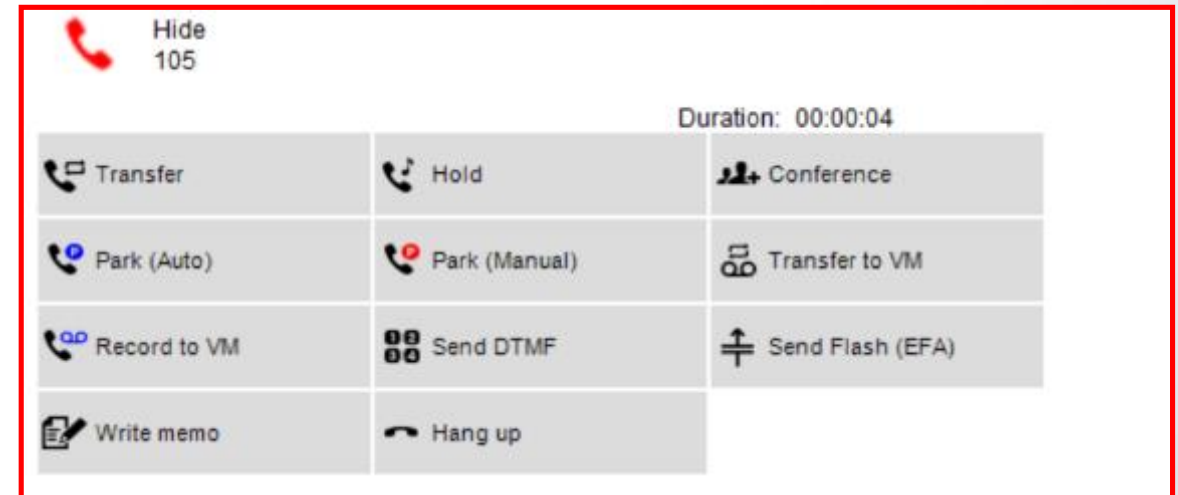 Hide
105
Duration: 00:00:04
Transfer
Hold
Conference
Park (Auto)
Park (Manual)
Transfer to VM
Record to VM
Send DTMF
Send Flash (EFA)
Write memo
Hang up